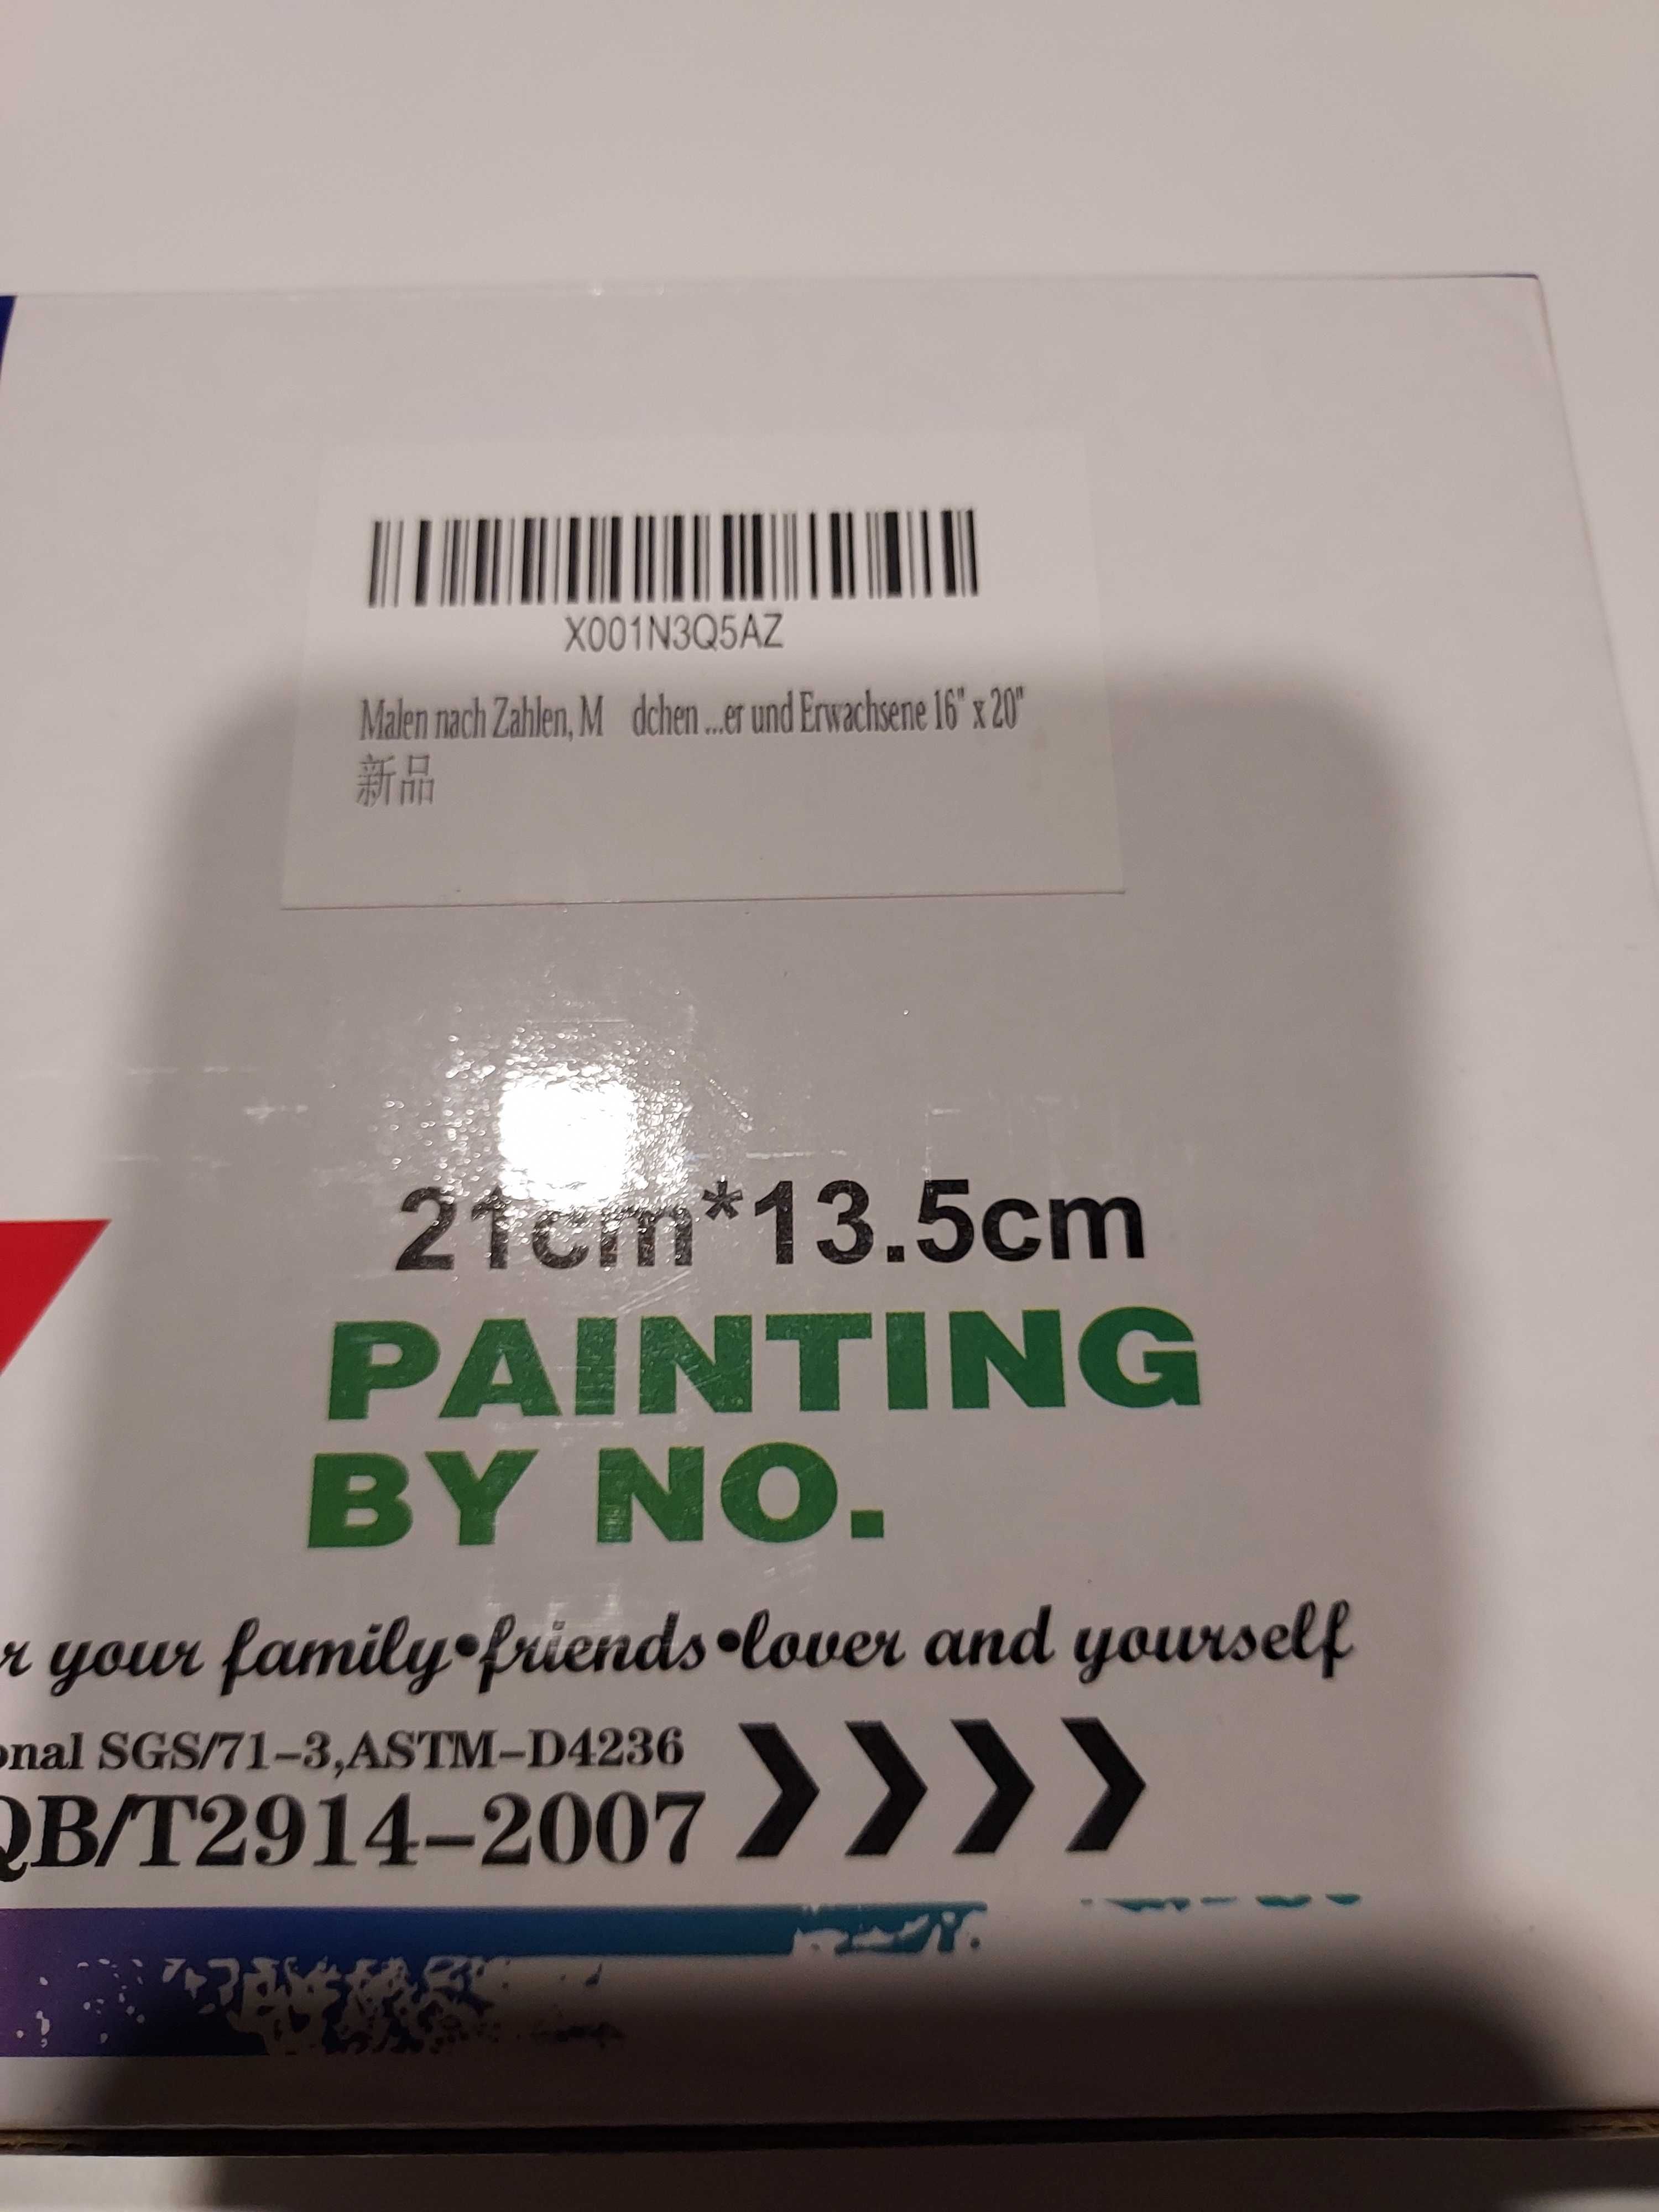 X001N3Q5AZ
Malen nach Zahlen, M dchen ...er und Erwachsene 16" x 20"
新品
21cm*13.5cm
PAINTING
BY NO.
r your family•friends•lover and yourself
onal SGS/71-3,ASTM-D4236
QB/T2914-2007